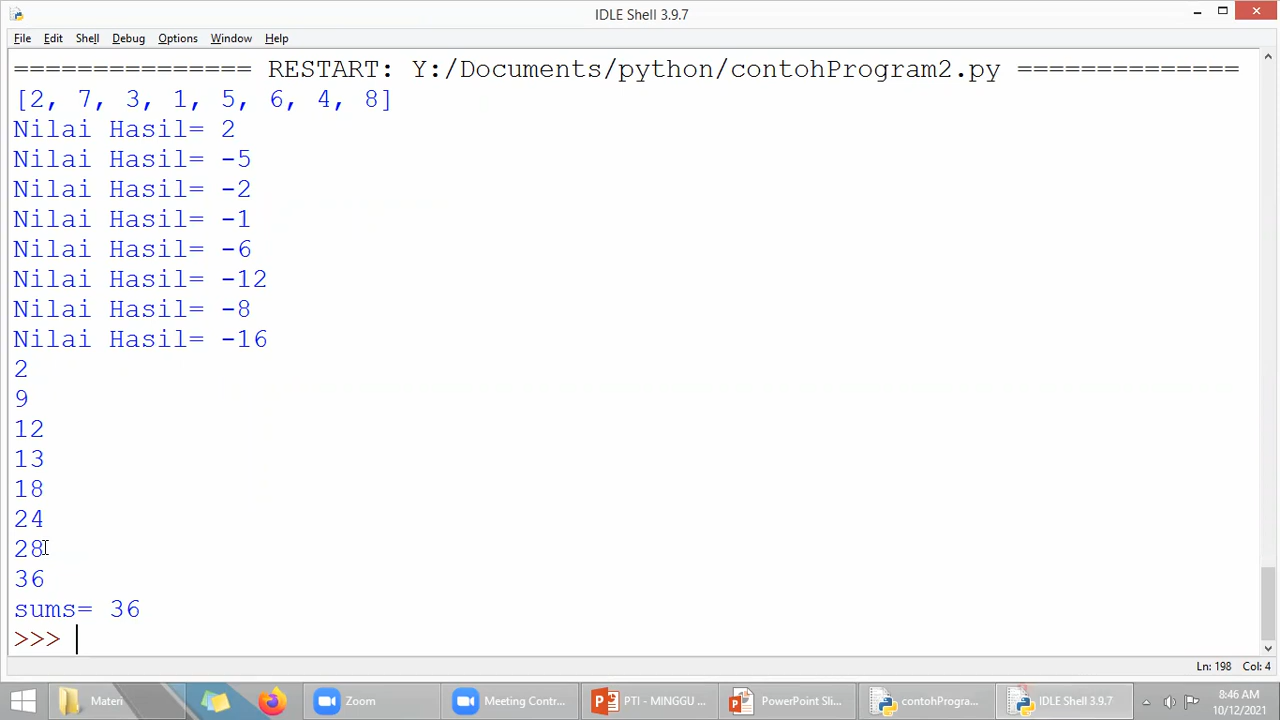 IDLE Shell 3.9.7
File Edit Shell Debug Options Window Help
=============== RESTART: Y:/Documents/python/contohProgram2.py ==============
[2, 7, 3, 1, 5, 6, 4, 8]
Nilai Hasil= 2
Nilai Hasil= -5
Nilai Hasil= -2
Nilai Hasil= -1
Nilai Hasil= -6
Nilai Hasil= -12
Nilai Hasil= -8
Nilai Hasil= -16
2
9
12
13
18
24
28
36
sums= 36
>>>
Ln: 198 Col: 4
Materi Zoom Meeting Contr... PTI - MINGGU ... PowerPoint Sli... contohProgra... IDLE Shell 3.9.7 8:46 AM
10/12/2021